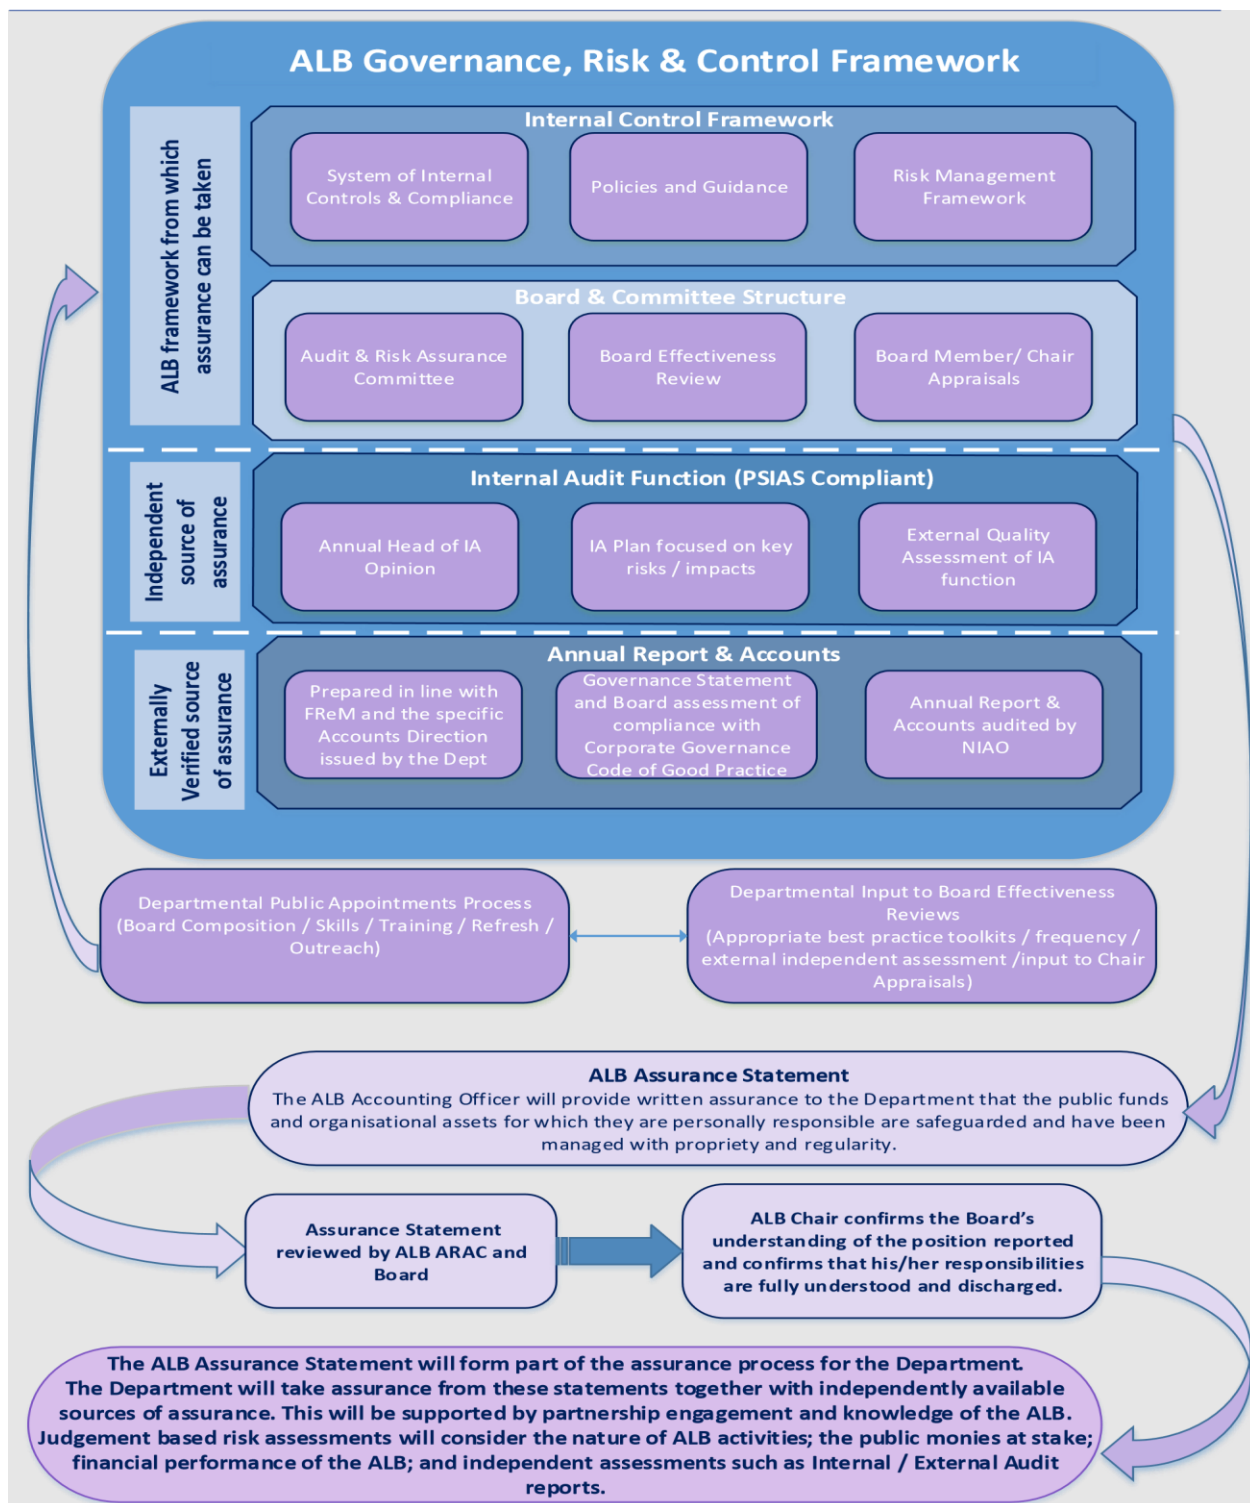 ALB Governance, Risk & Control Framework
ALB framework from which
assurance can be taken
Internal Control Framework
System of Internal
Controls & Compliance
Policies and Guidance
Risk Management
Framework
Board & Committee Structure
Audit & Risk Assurance
Committee
Board Effectiveness
Review
Board Member/ Chair
Appraisals
Independent
source of
assurance
Internal Audit Function (PSIAS Compliant)
Annual Head of IA
Opinion
IA Plan focused on key
risks / impacts
External Quality
Assessment of IA
function
Externally
Verified source
of assurance
Annual Report & Accounts
Prepared in line with
FReM and the specific
Accounts Direction
issued by the Dept
Governance Statement
and Board assessment of
compliance with
Corporate Governance
Code of Good Practice
Annual Report &
Accounts audited by
NIAO
Departmental Public Appointments Process
(Board Composition / Skills / Training / Refresh /
Outreach)
Departmental Input to Board Effectiveness
Reviews
(Appropriate best practice toolkits / frequency /
external independent assessment /input to Chair
Appraisals)
ALB Assurance Statement
The ALB Accounting Officer will provide written assurance to the Department that the public funds
and organisational assets for which they are personally responsible are safeguarded and have been
managed with propriety and regularity.
Assurance Statement
reviewed by ALB ARAC and
Board
ALB Chair confirms the Board's
understanding of the position reported
and confirms that his/her responsibilities
are fully understood and discharged.
The ALB Assurance Statement will form part of the assurance process for the Department.
The Department will take assurance from these statements together with independently available
sources of assurance. This will be supported by partnership engagement and knowledge of the ALB.
Judgement based risk assessments will consider the nature of ALB activities; the public monies at stake;
financial performance of the ALB; and independent assessments such as Internal / External Audit
reports.